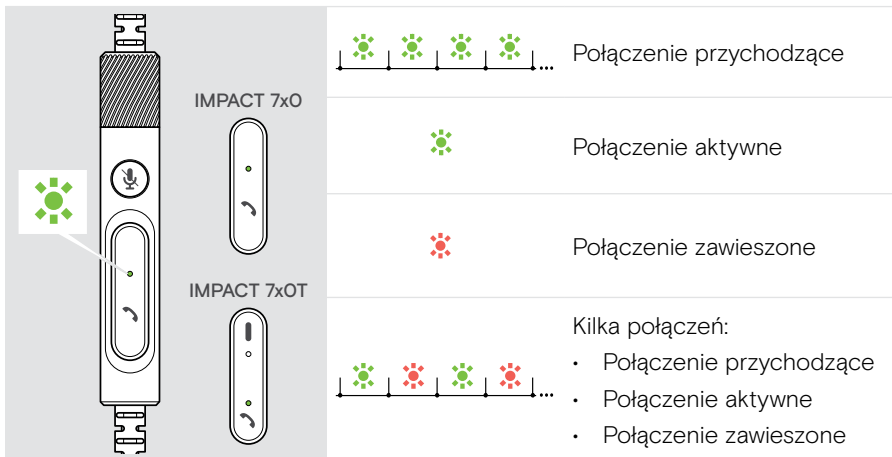 IMPACT 7x0
IMPACT 7x0T
Połączenie przychodzące
Połączenie aktywne
Połączenie zawieszone
Kilka połączeń:
• Połączenie przychodzące
• Połączenie aktywne
• Połączenie zawieszone